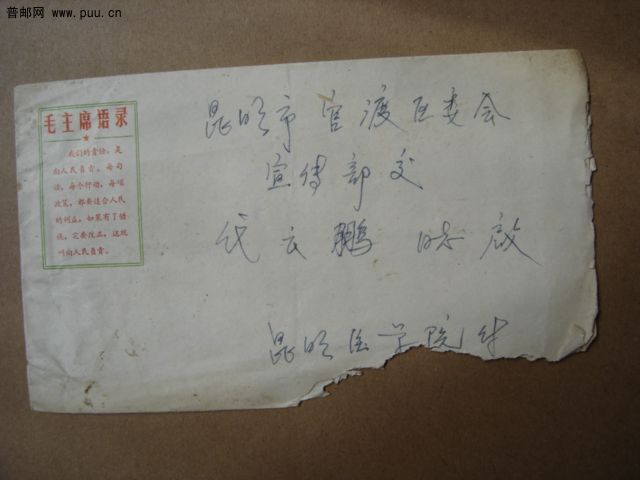 普邮网 www.puu.cn
毛主席语录
我们的责任，是
向人民负责。每句
话，每个行动，每项
政策，都要适合人民
的利益，如果有了错
误，定要改正，这就
叫向人民负责。
昆明市官渡区委会
宣传部交
代云鹏 启
昆明医学院